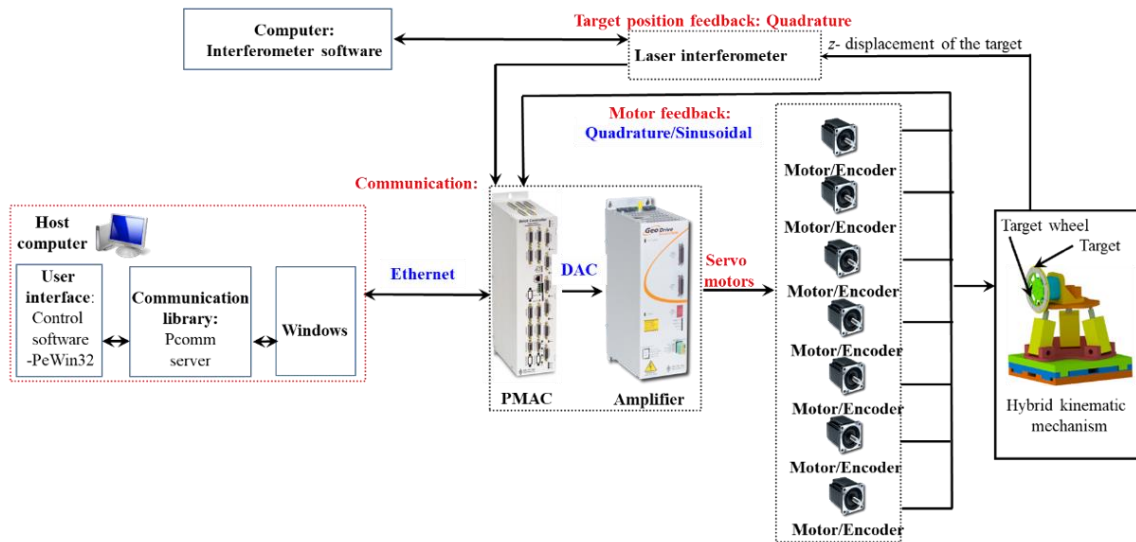 Computer:
Interferometer software
Target position feedback: Quadrature
Laser interferometer
z- displacement of the target
Motor feedback:
Quadrature/Sinusoidal
Communication:
Host
computer
User
interface:
Control
software
-PeWin32
Communication
library:
Pcomm
server
Windows
Ethernet
PMAC
DAC
Geo Drive
Amplifier
Servo
motors
Motor/Encoder
Motor/Encoder
Motor/Encoder
Motor/Encoder
Motor/Encoder
Motor/Encoder
Motor/Encoder
Target wheel
Target
Hybrid kinematic
mechanism